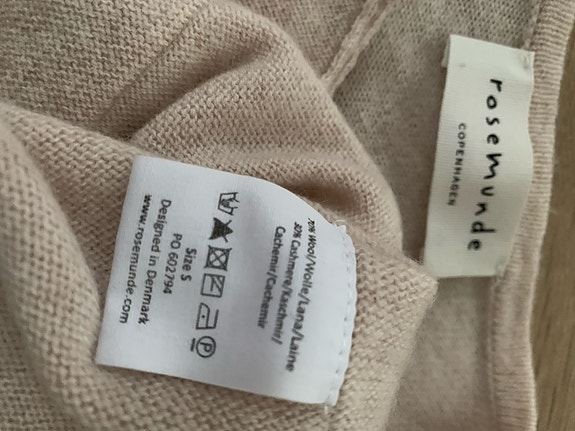 rosemunde
COPENHAGEN
70% Wool/Wolle/Lana/Laine
30% Cashmere/Kaschmir/
Cachemir/Cachemir
Size S
PO 602794
Designed in Denmark
www.rosemunde.com